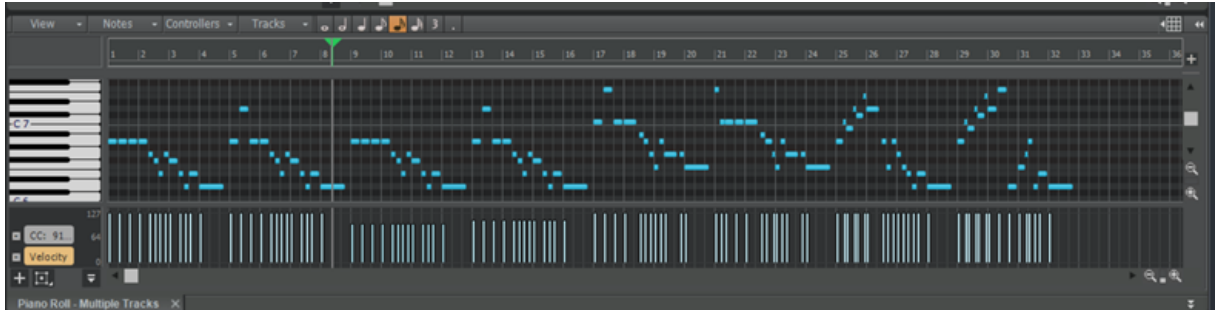 View Notes Controllers Tracks 3 .
1 2 3 4 5 6 7 8 9 10 11 12 13 14 15 16 17 18 19 20 21 22 23 24 25 26 27 28 29 30 31 32 33 34 35 36
C 7
C 6
127
CC: 91... 64
Velocity 0
Piano Roll - Multiple Tracks X